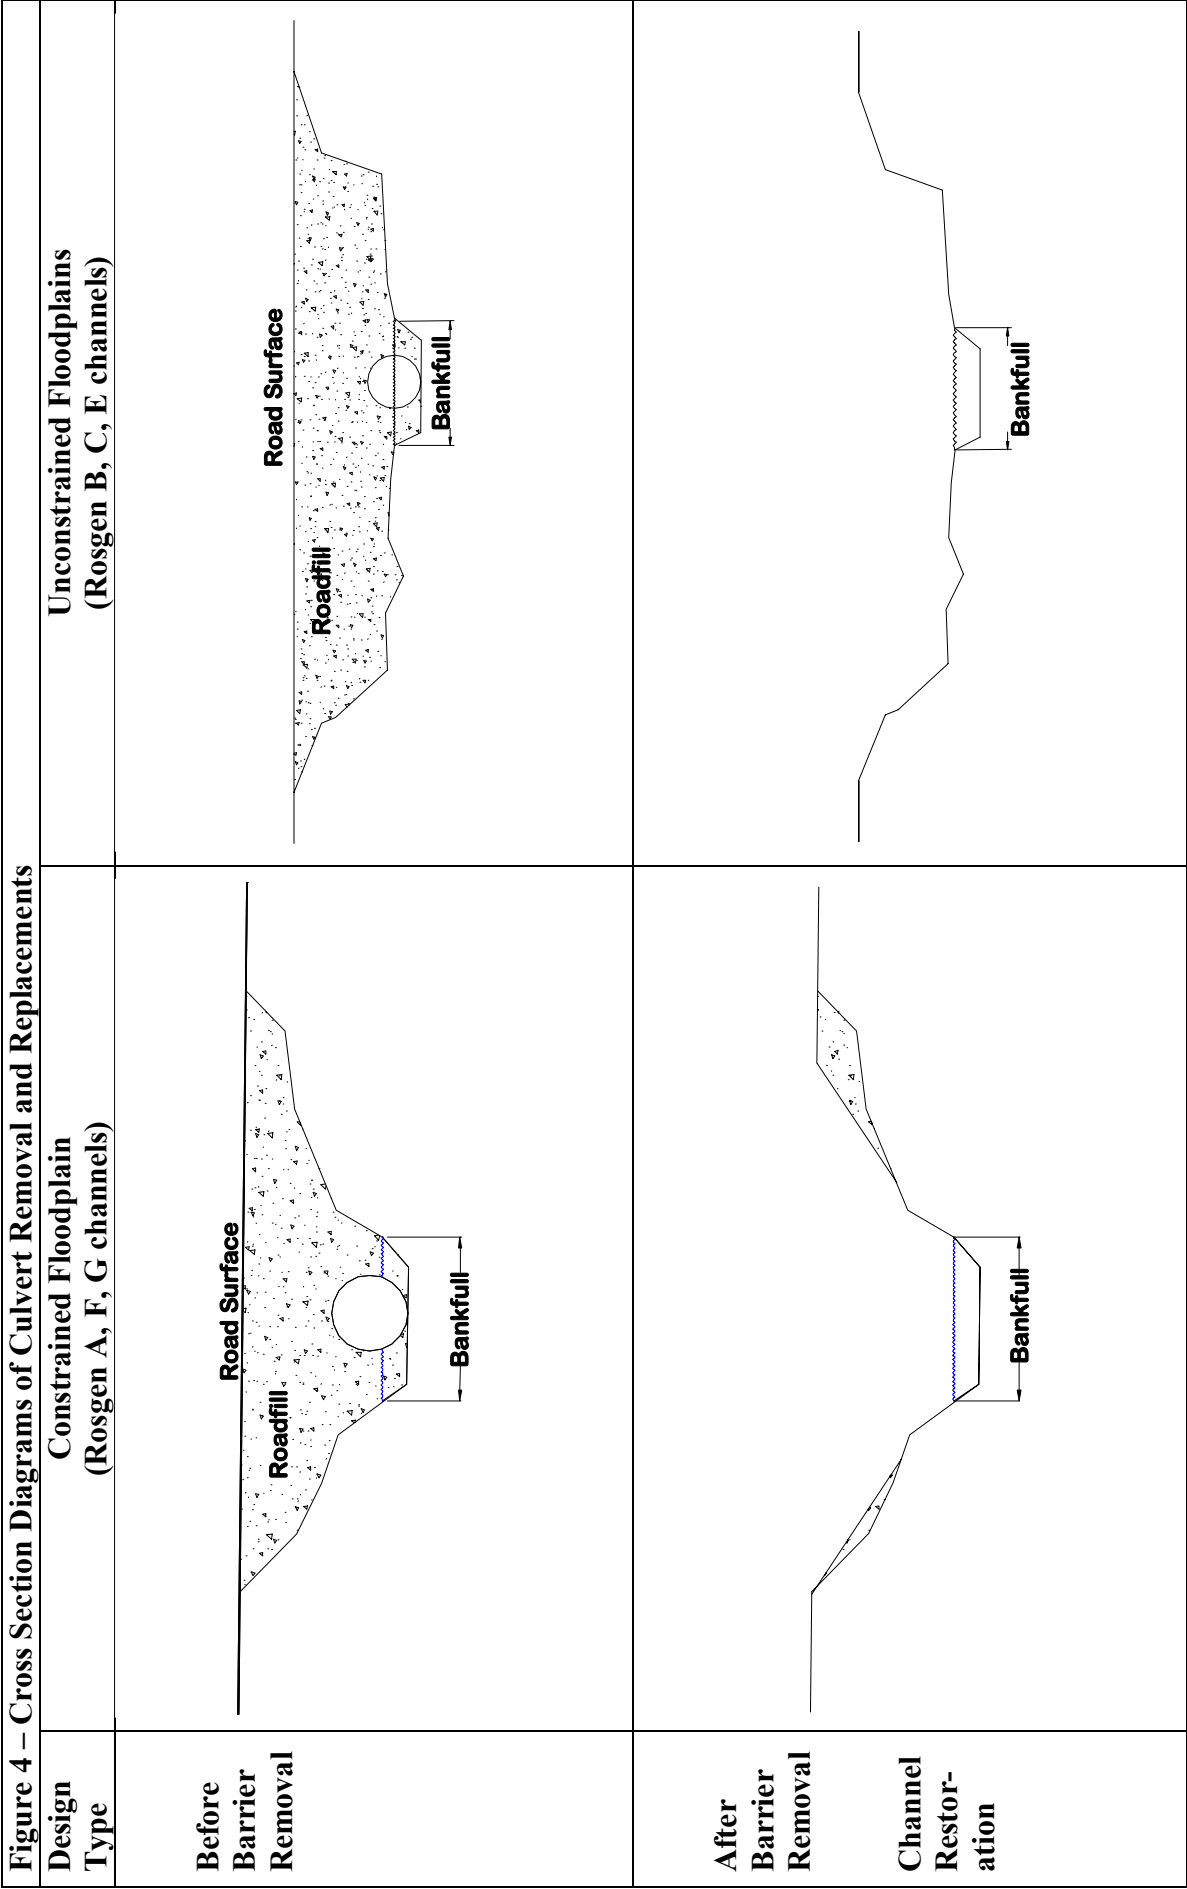 Figure 4 – Cross Section Diagrams of Culvert Removal and Replacements
Design
Type
Constrained Floodplain
(Rosgen A, F, G channels)
Unconstrained Floodplains
(Rosgen B, C, E channels)
Before
Barrier
Removal
Road Surface
Roadfill
Bankfull
Road Surface
Roadfill
Bankfull
After
Barrier
Removal
Channel
Restor-
ation
Bankfull
Bankfull